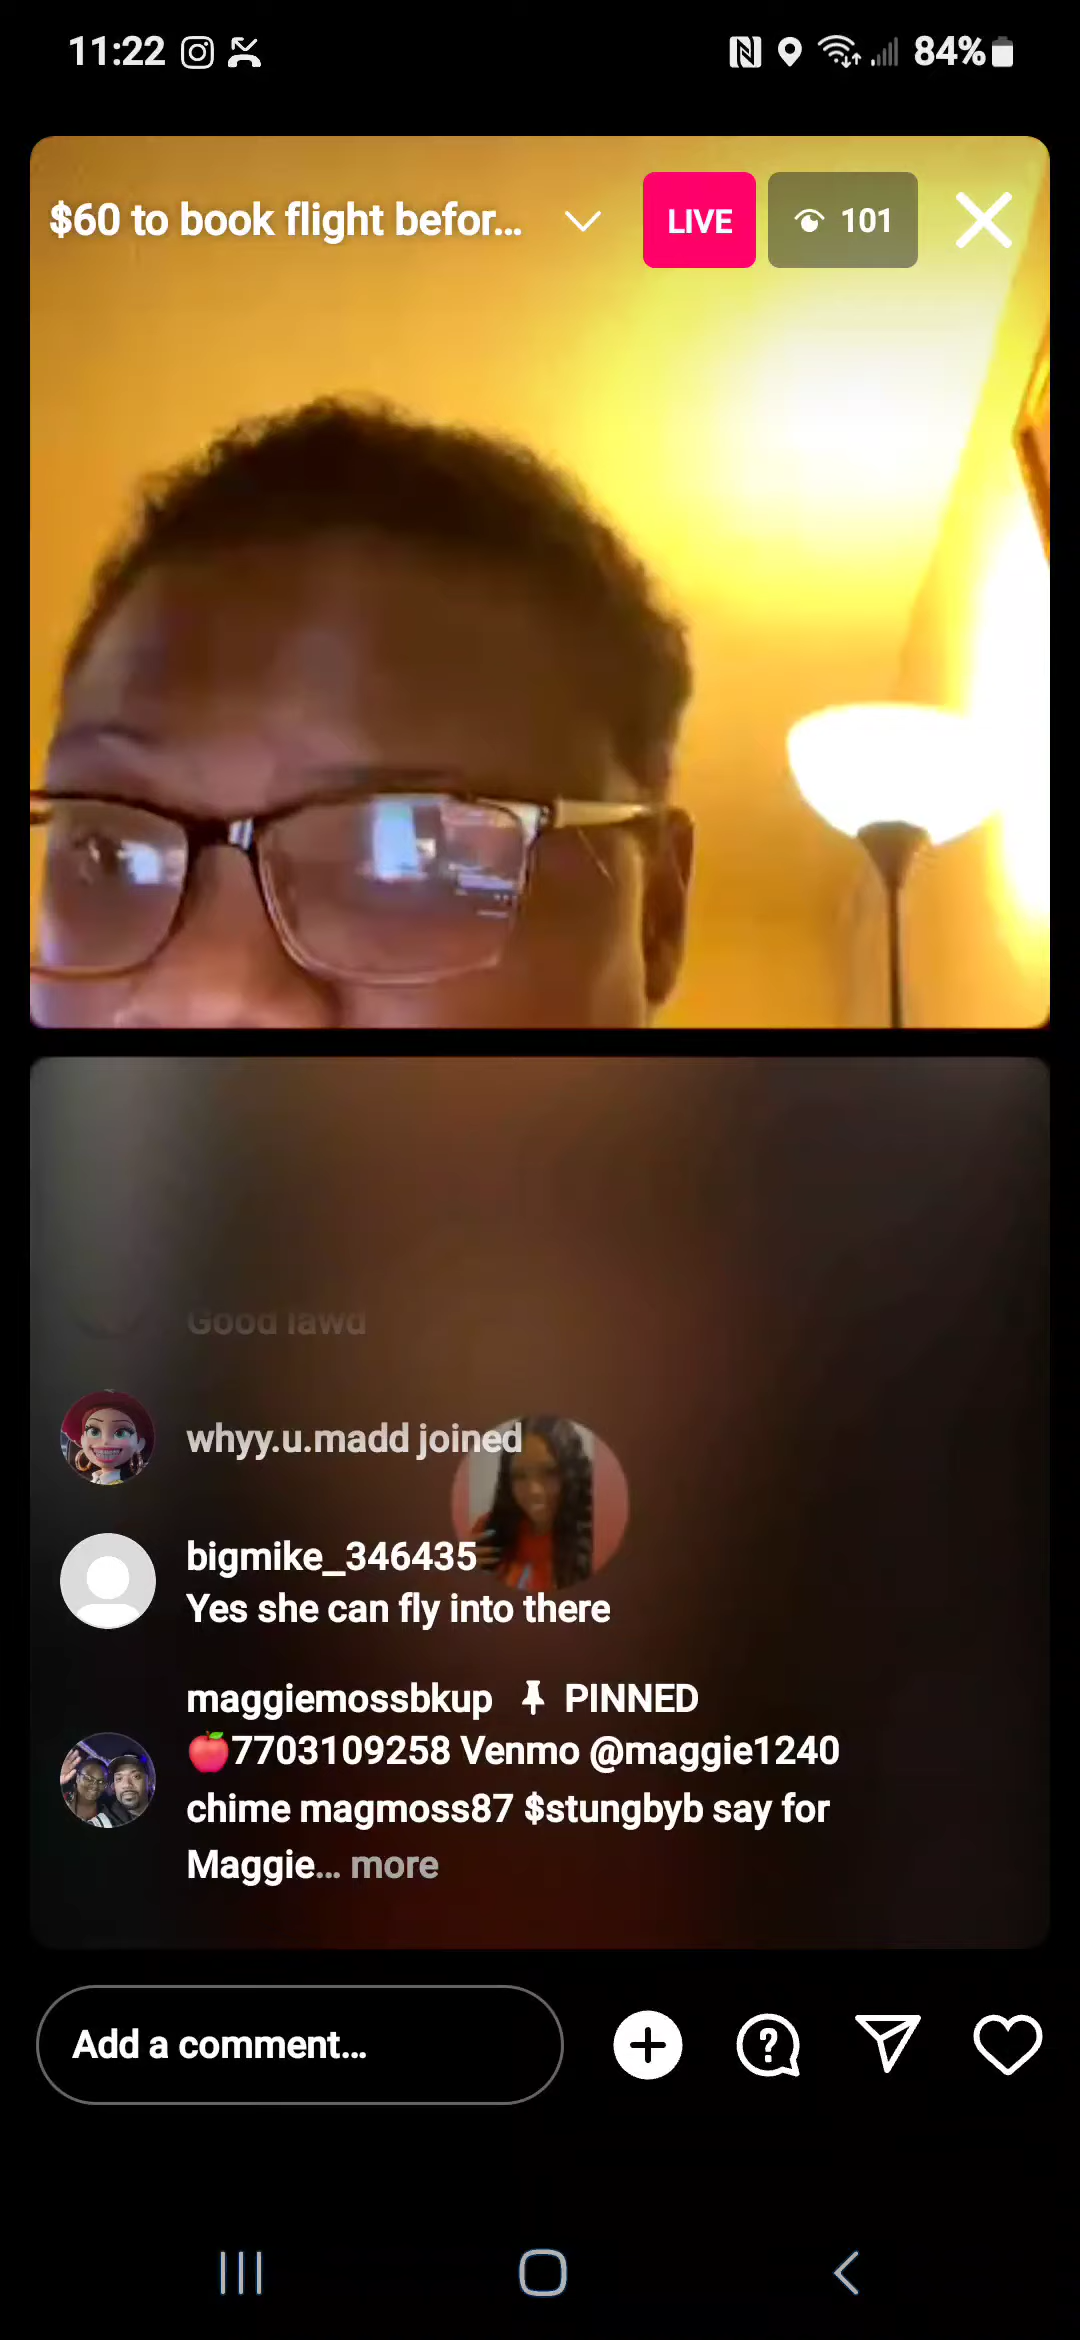 11:22
84%
$60 to book flight befor...
LIVE
101
Good lawd
whyy.u.madd joined
bigmike_346435
Yes she can fly into there
maggiemossbkup PINNED
🍎7703109258 Venmo @maggie1240
chime magmoss87 $stungbyb say for
Maggie... more
Add a comment...